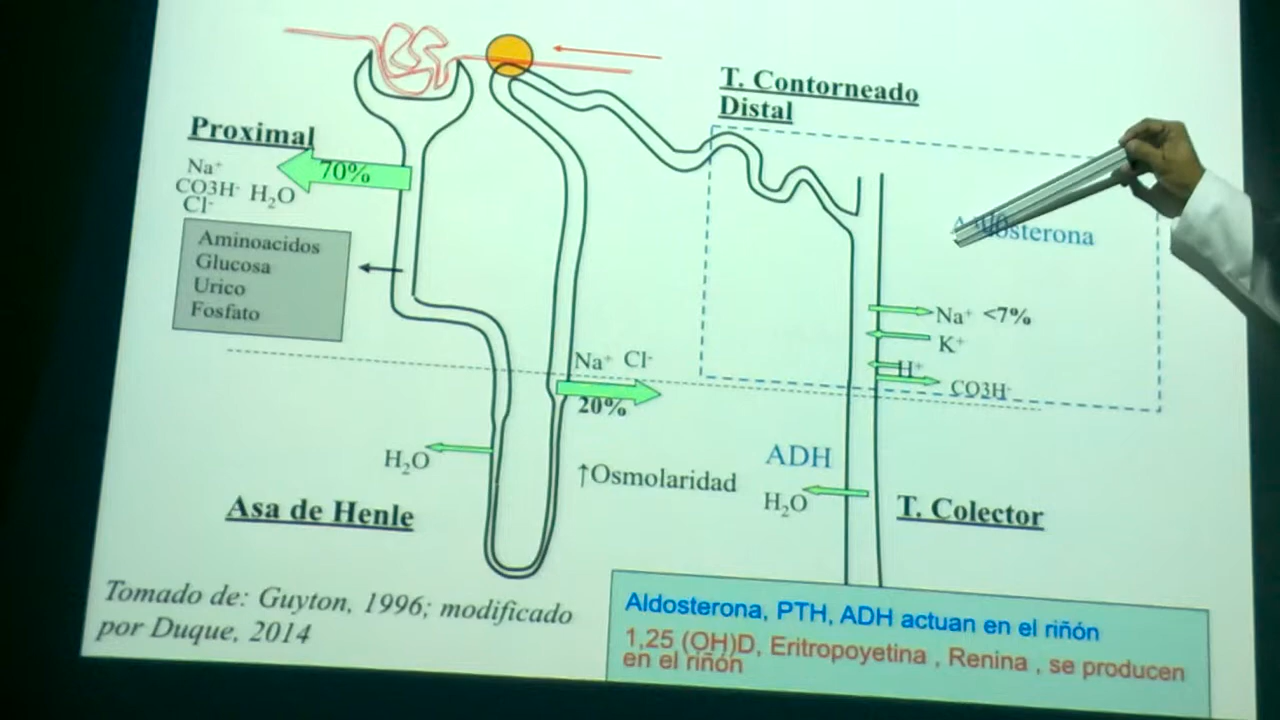 T. Contorneado
Distal
Proximal
70%
Na⁺
CO3H⁻ H₂O
Cl⁻
Aminoacidos
Glucosa
Urico
Fosfato
Aldosterona
Na⁺ <7%
K⁺
H⁺
CO3H⁻
Na⁺ Cl⁻
20%
H₂O
↑Osmolaridad
ADH
H₂O
Asa de Henle
T. Colector
Tomado de: Guyton, 1996; modificado
por Duque, 2014
Aldosterona, PTH, ADH actuan en el riñón
1,25 (OH)D, Eritropoyetina , Renina , se producen
en el riñón